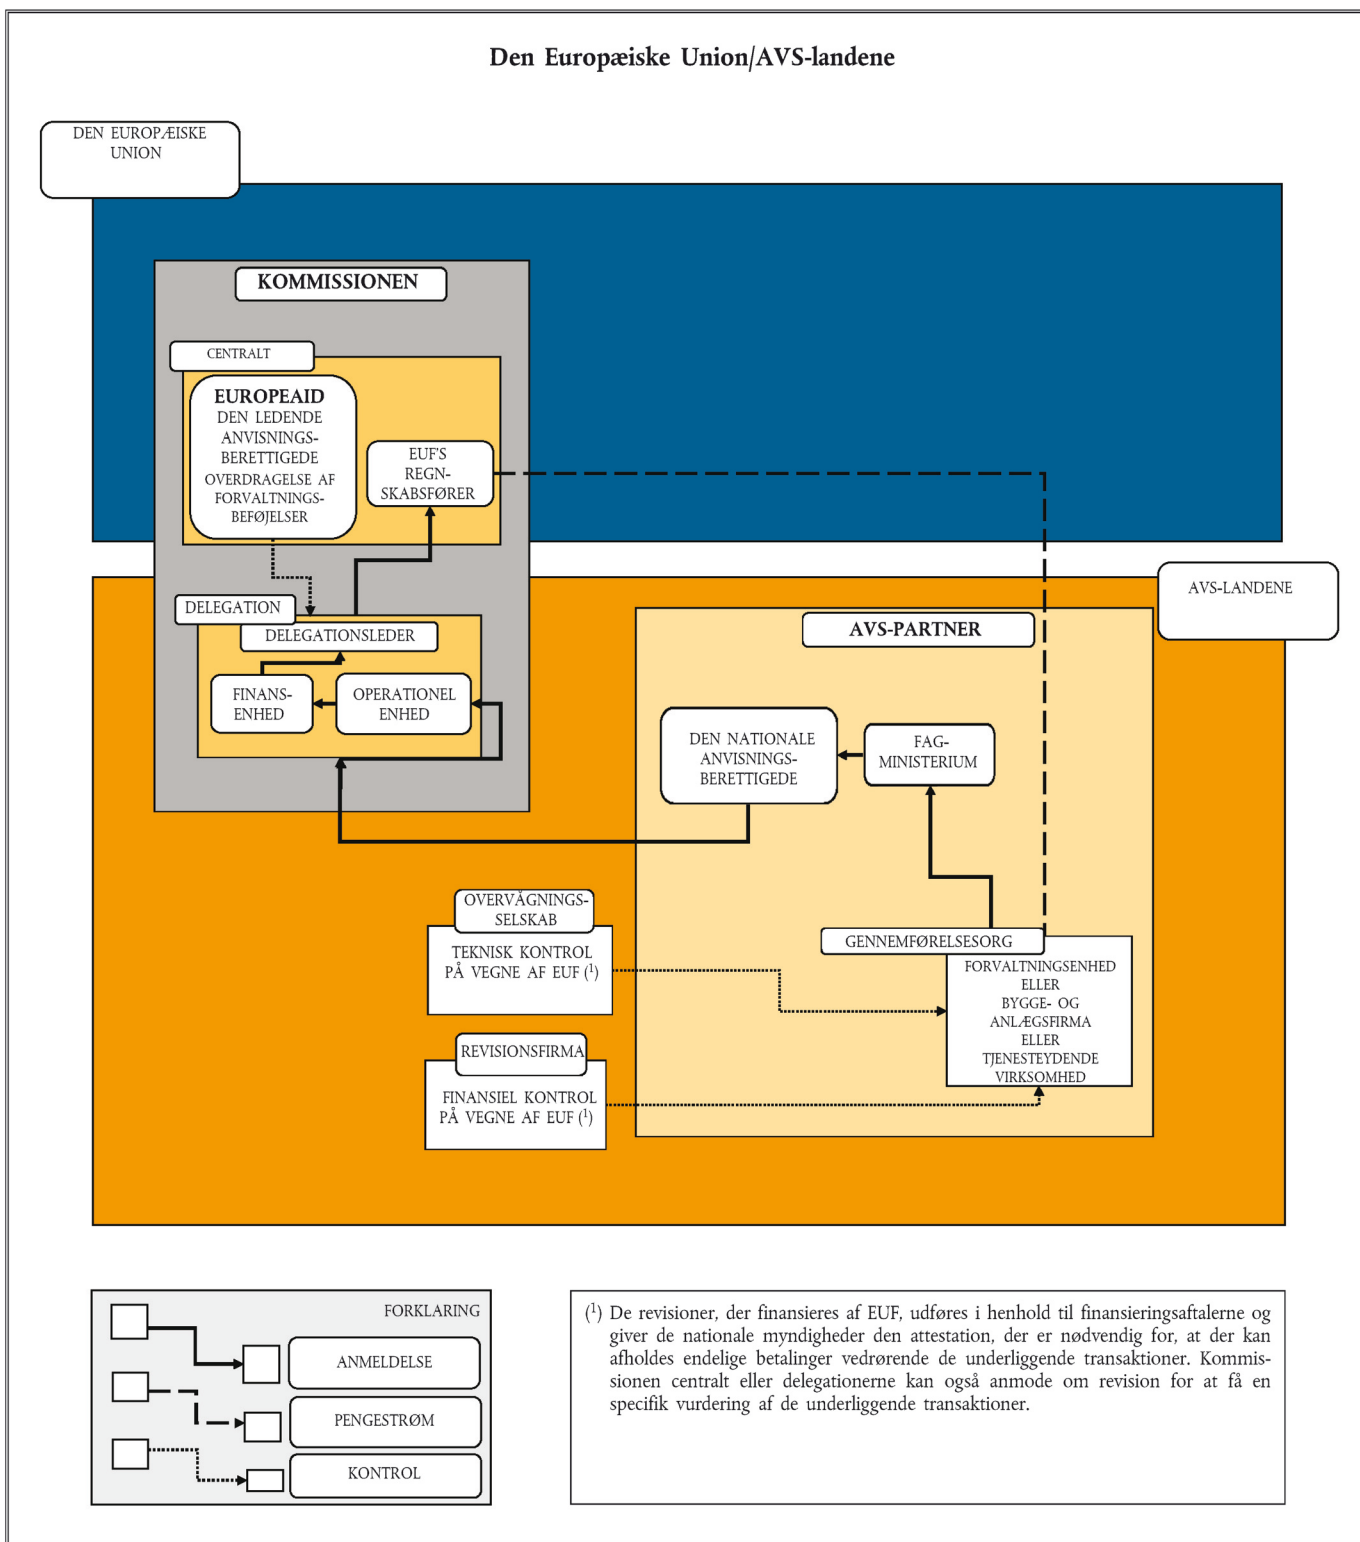 Den Europæiske Union/AVS-landene
DEN EUROPÆISKE
UNION
KOMMISSIONEN
CENTRALT
EUROPEAID
DEN LEDENDE
ANVISNINGS-
BERETTIGEDE
OVERDRAGELSE AF
FORVALTNINGS-
BEFØJELSER
EUF'S
REGN-
SKABSFØRER
AVS-LANDENE
DELEGATION
DELEGATIONSLEDER
FINANS-
ENHED
OPERATIONEL
ENHED
AVS-PARTNER
DEN NATIONALE
ANVISNINGS-
BERETTIGEDE
FAG-
MINISTERIUM
OVERVÅGNINGS-
SELSKAB
TEKNISK KONTROL
PÅ VEGNE AF EUF (1)
GENNEMFØRELSESORG
FORVALTNINGSENHED
ELLER
BYGGE- OG
ANLÆGSFIRMA
ELLER
TJENESTEYDENDE
VIRKSOMHED
REVISIONSFIRMA
FINANSIEL KONTROL
PÅ VEGNE AF EUF (1)
FORKLARING
ANMELDELSE
PENGESTRØM
KONTROL
(1) De revisioner, der finansieres af EUF, udføres i henhold til finansieringsaftalerne og
giver de nationale myndigheder den attestation, der er nødvendig for, at der kan
afholdes endelige betalinger vedrørende de underliggende transaktioner. Kommis-
sionen centralt eller delegationerne kan også anmode om revision for at få en
specifik vurdering af de underliggende transaktioner.